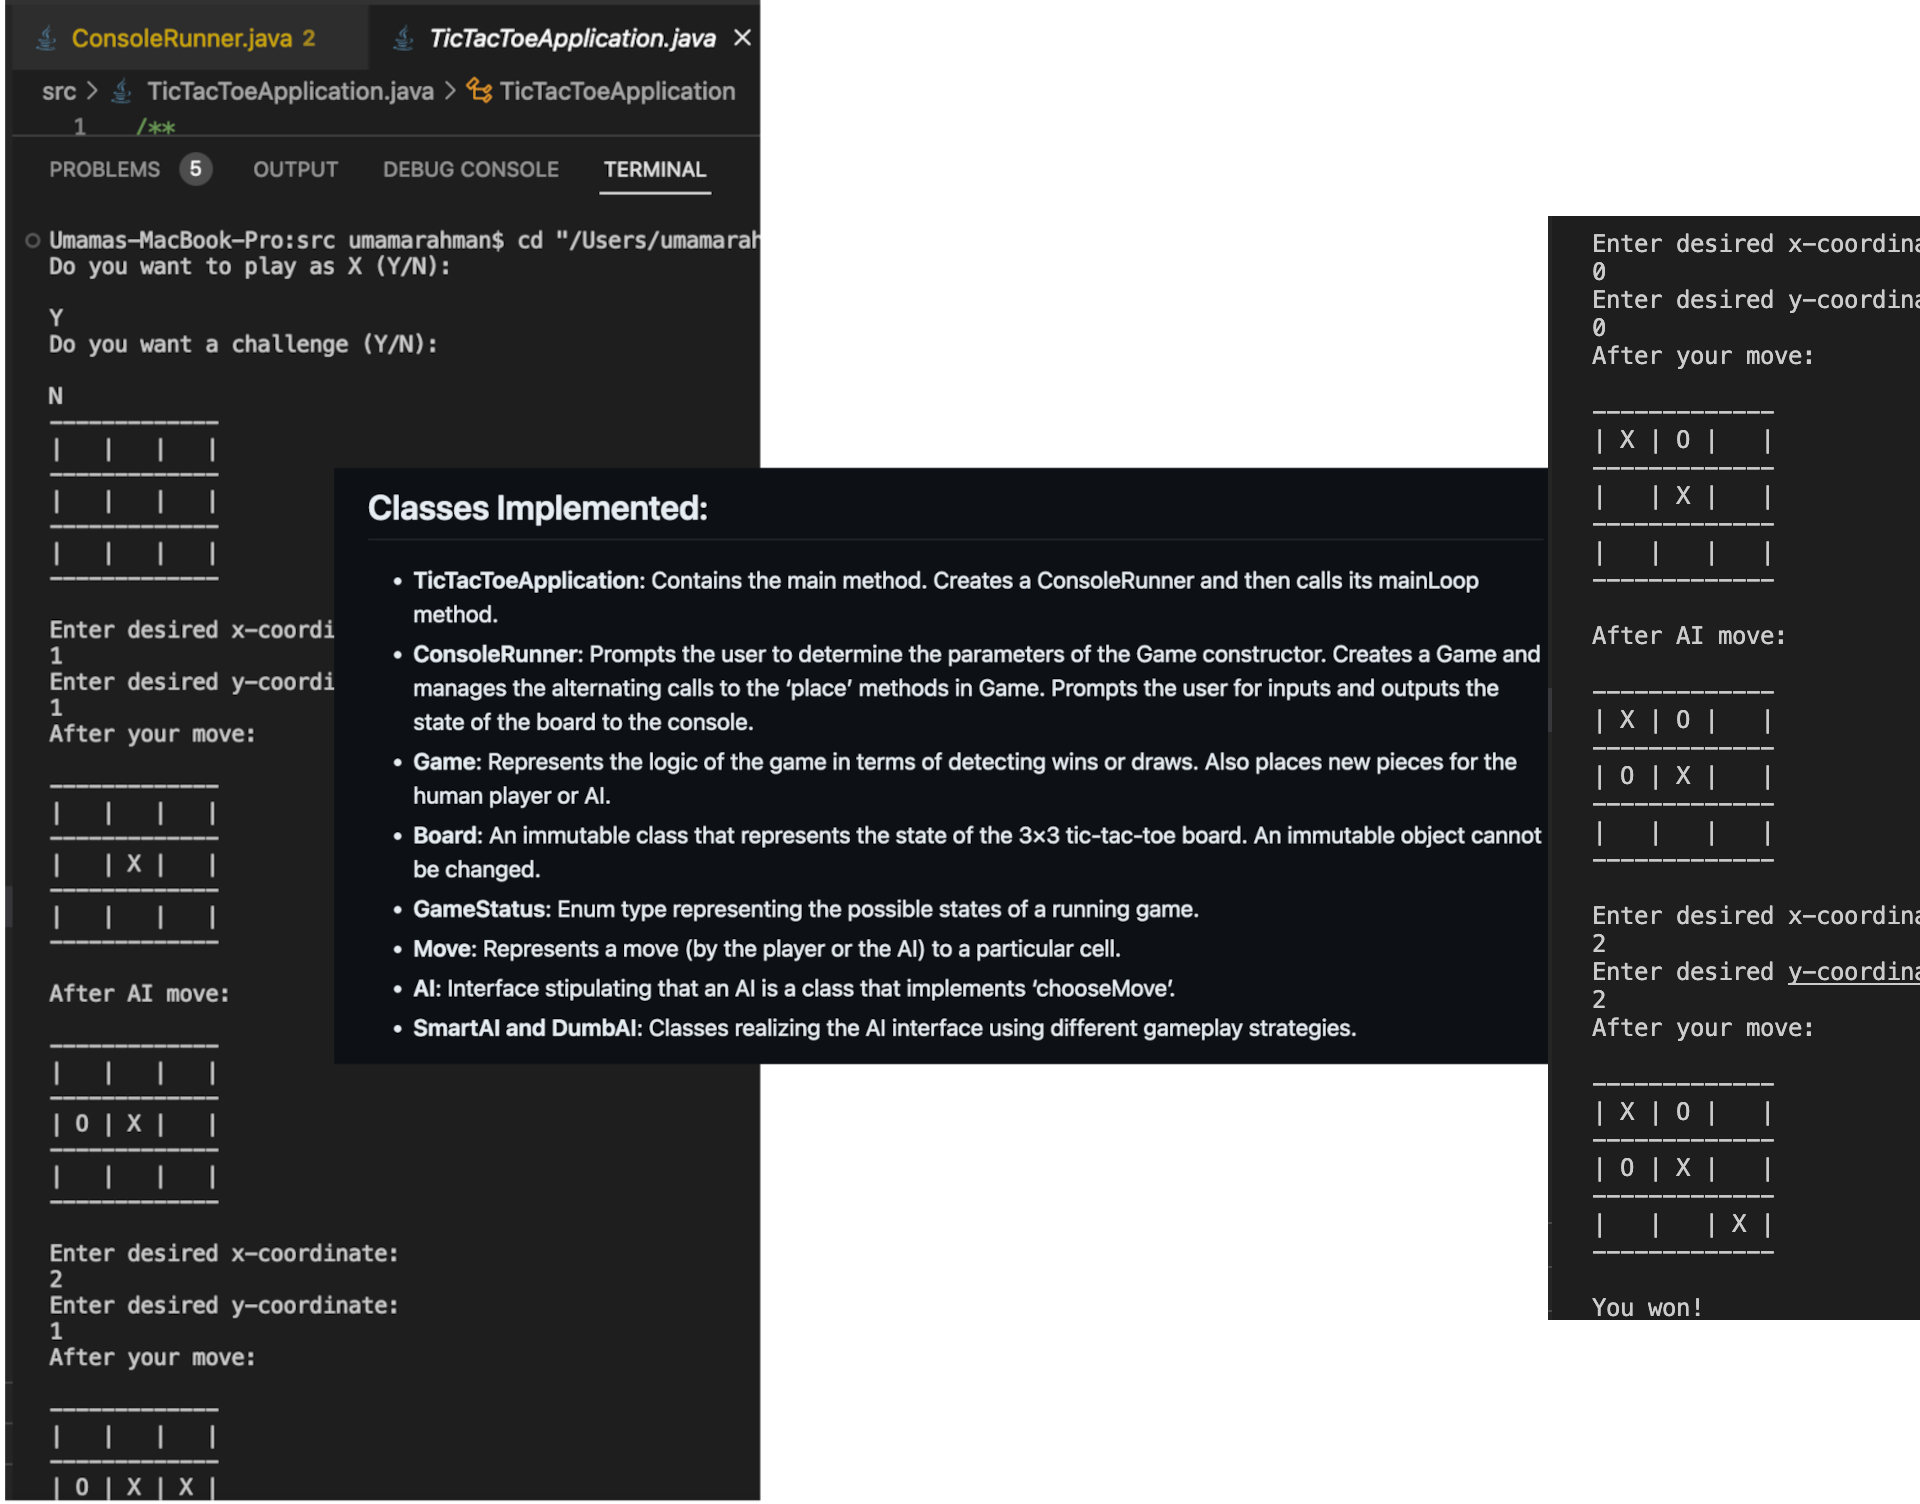 ConsoleRunner.java 2 TicTacToeApplication.java ×
src > TicTacToeApplication.java > TicTacToeApplication
1 /**
PROBLEMS 5 OUTPUT DEBUG CONSOLE TERMINAL
Umamas-MacBook-Pro:src umamarahman$ cd "/Users/umamarah
Do you want to play as X (Y/N):
Y
Do you want a challenge (Y/N):
N
-------------
|   |   |   |
-------------
|   |   |   |
-------------
|   |   |   |
-------------
Enter desired x-coordi
1
Enter desired y-coordi
1
After your move:
-------------
|   |   |   |
-------------
|   | X |   |
-------------
|   |   |   |
-------------
After AI move:
-------------
|   |   |   |
-------------
| O | X |   |
-------------
|   |   |   |
-------------
Enter desired x-coordinate:
2
Enter desired y-coordinate:
1
After your move:
-------------
|   |   |   |
-------------
| O | X | X |
Classes Implemented:
• TicTacToeApplication: Contains the main method. Creates a ConsoleRunner and then calls its mainLoop
method.
• ConsoleRunner: Prompts the user to determine the parameters of the Game constructor. Creates a Game and
manages the alternating calls to the ‘place’ methods in Game. Prompts the user for inputs and outputs the
state of the board to the console.
• Game: Represents the logic of the game in terms of detecting wins or draws. Also places new pieces for the
human player or AI.
• Board: An immutable class that represents the state of the 3×3 tic-tac-toe board. An immutable object cannot
be changed.
• GameStatus: Enum type representing the possible states of a running game.
• Move: Represents a move (by the player or the AI) to a particular cell.
• AI: Interface stipulating that an AI is a class that implements ‘chooseMove’.
• SmartAI and DumbAI: Classes realizing the AI interface using different gameplay strategies.
Enter desired x-coordina
0
Enter desired y-coordina
0
After your move:
-------------
| X | O |   |
-------------
|   | X |   |
-------------
|   |   |   |
-------------
After AI move:
-------------
| X | O |   |
-------------
| O | X |   |
-------------
|   |   |   |
-------------
Enter desired x-coordina
2
Enter desired y-coordina
2
After your move:
-------------
| X | O |   |
-------------
| O | X |   |
-------------
|   |   | X |
-------------
You won!